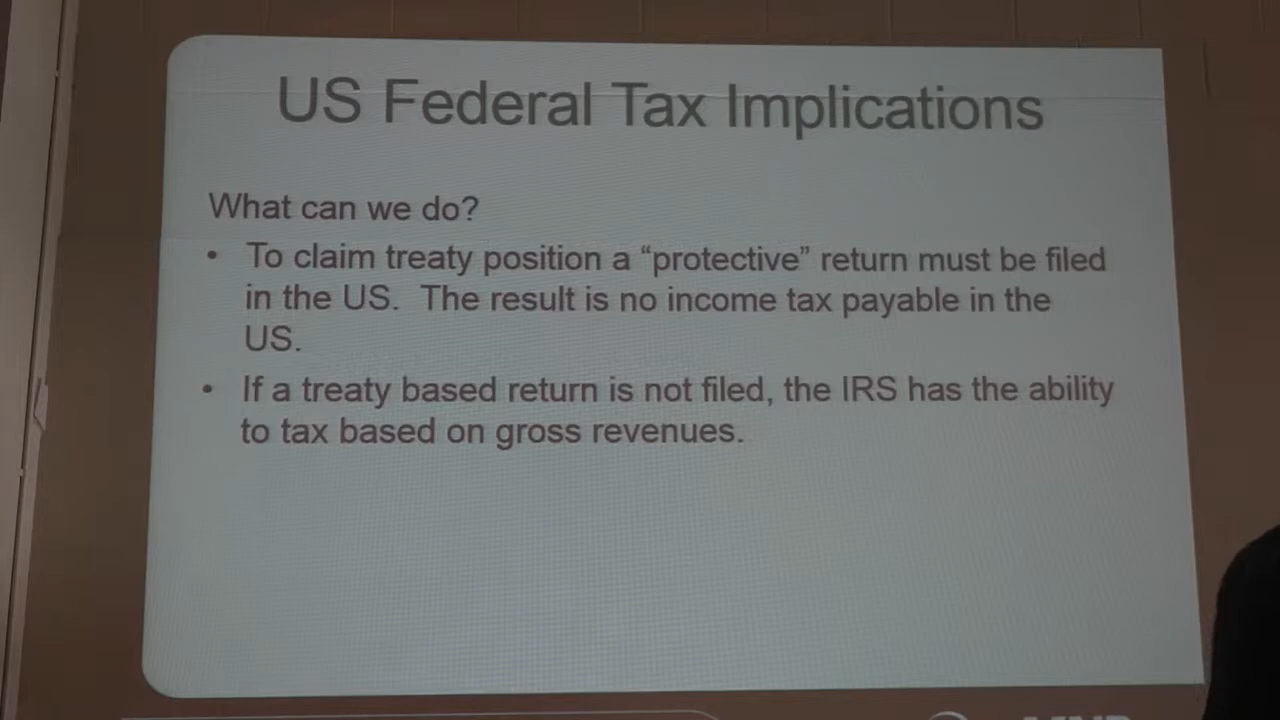 US Federal Tax Implications
What can we do?
• To claim treaty position a “protective” return must be filed
in the US. The result is no income tax payable in the
US.
• If a treaty based return is not filed, the IRS has the ability
to tax based on gross revenues.